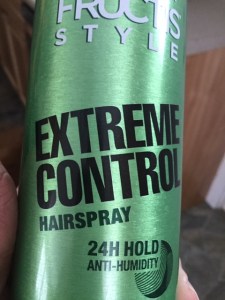 FRUCTIS
STYLE
EXTREME
CONTROL
HAIRSPRAY
24H HOLD
ANTI-HUMIDITY